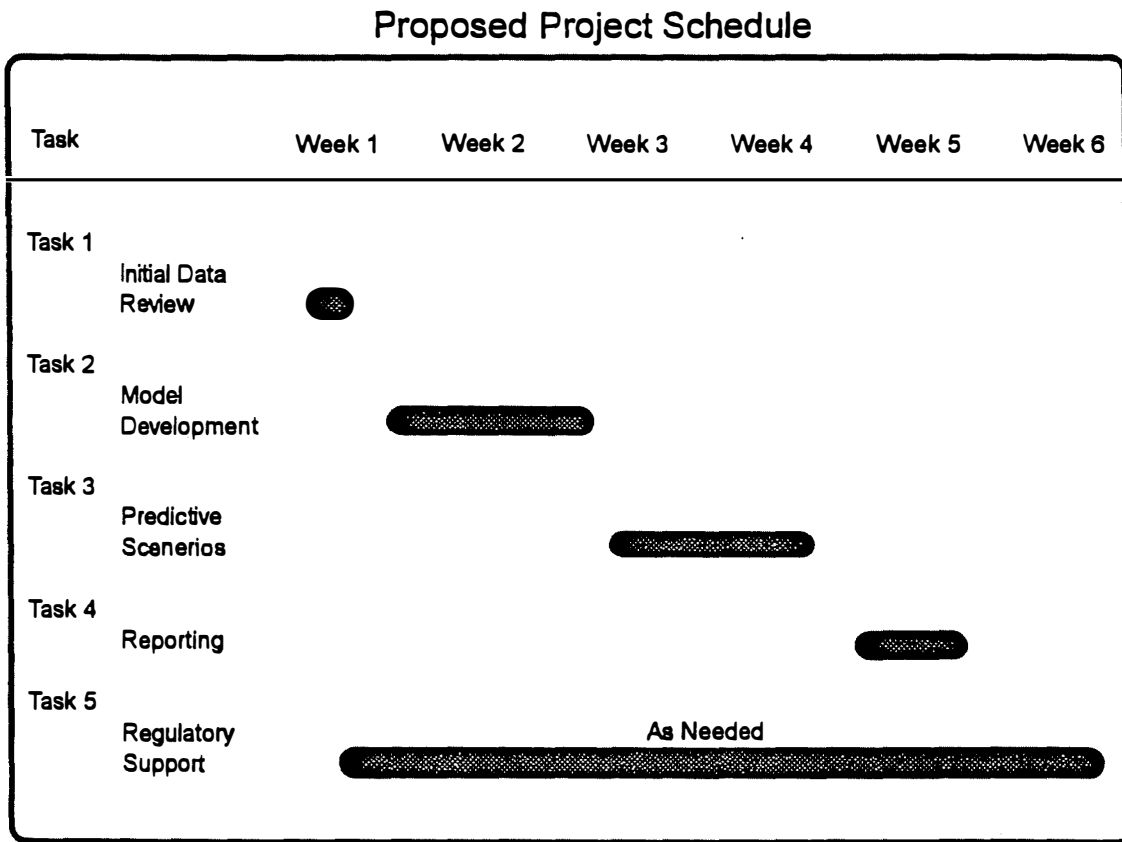 Proposed Project Schedule
Task Week 1 Week 2 Week 3 Week 4 Week 5 Week 6
Task 1
Initial Data
Review
Task 2
Model
Development
Task 3
Predictive
Scenerios
Task 4
Reporting
Task 5
Regulatory
Support
As Needed